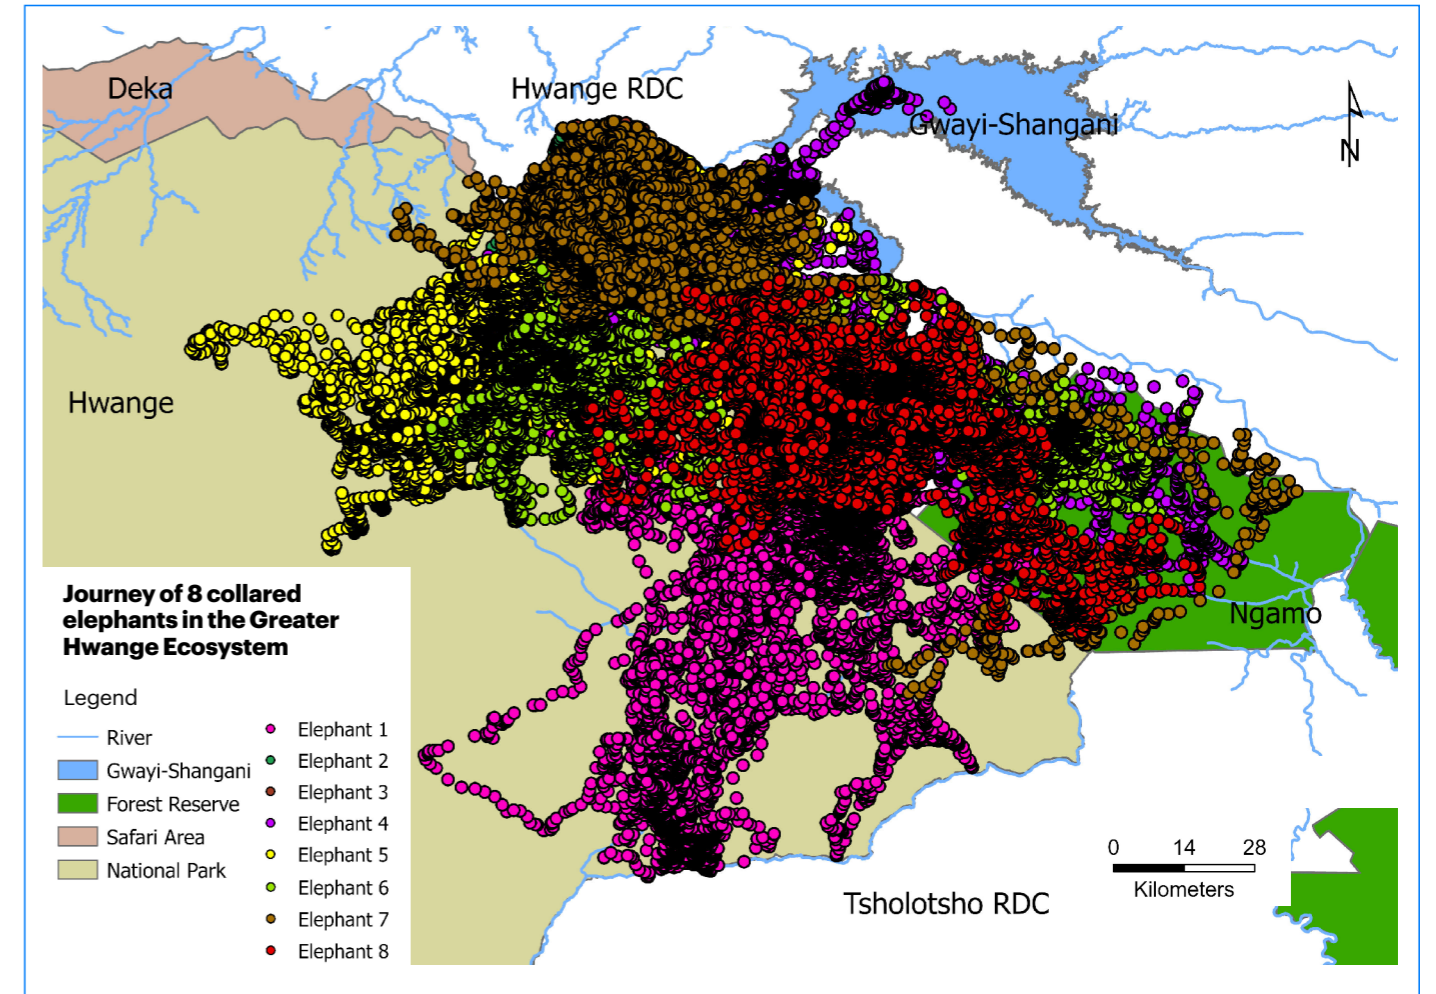 Deka
Hwange RDC
Gwayi-Shangani
N
Hwange
Ngamo
Journey of 8 collared
elephants in the Greater
Hwange Ecosystem
Legend
River
Gwayi-Shangani
Forest Reserve
Safari Area
National Park
Elephant 1
Elephant 2
Elephant 3
Elephant 4
Elephant 5
Elephant 6
Elephant 7
Elephant 8
0 14 28
Kilometers
Tsholotsho RDC